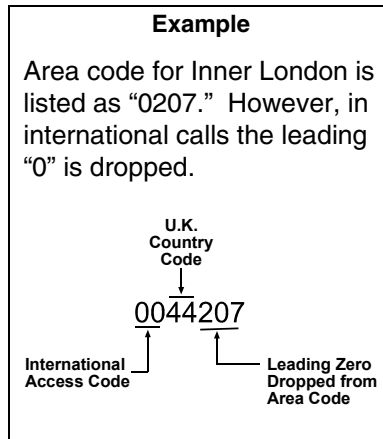 Example
Area code for Inner London is
listed as “0207.” However, in
international calls the leading
“0” is dropped.
U.K.
Country
Code
0044207
International
Access Code
Leading Zero
Dropped from
Area Code